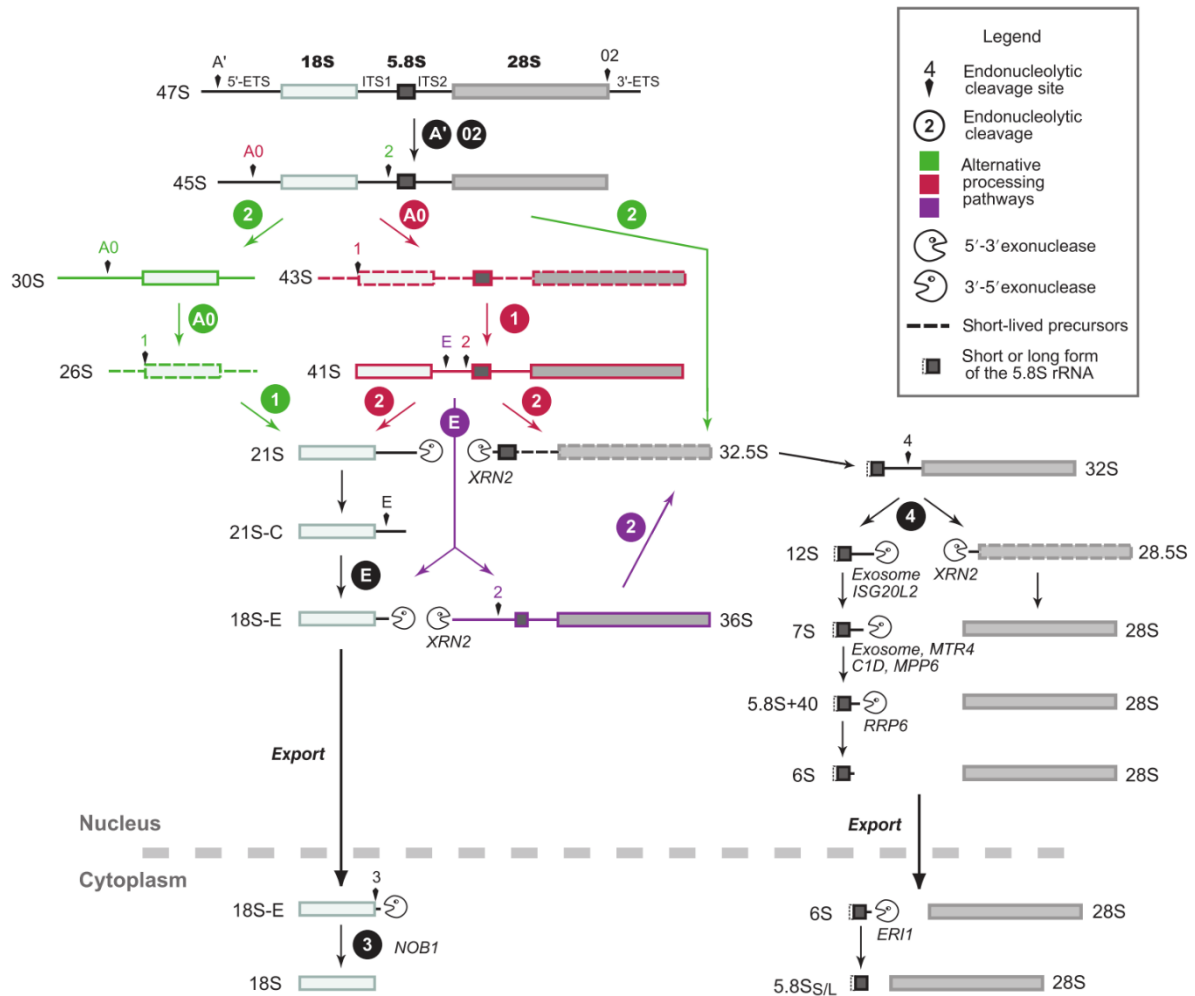 Legend
4
Endonucleolytic
cleavage site
2
Endonucleolytic
cleavage
Alternative
processing
pathways
5′-3′ exonuclease
3′-5′ exonuclease
Short-lived precursors
Short or long form
of the 5.8S rRNA
A' 18S 5.8S 28S 02
5'-ETS ITS1 ITS2 3'-ETS
47S
A' 02
A0 2
45S
2 A0 2
A0 1
30S 43S
A0 1
1 E 2
26S 41S
1 2 E 2
21S 32.5S
XRN2
4
32S
E
21S-C
2
4
12S 28.5S
Exosome
ISG20L2
XRN2
E
2
18S-E 36S
XRN2
7S 28S
Exosome, MTR4
C1D, MPP6
5.8S+40 28S
RRP6
6S 28S
Export
Export
Nucleus
Cytoplasm
3
18S-E
6S 28S
ERI1
3 NOB1
18S
5.8SS/L 28S